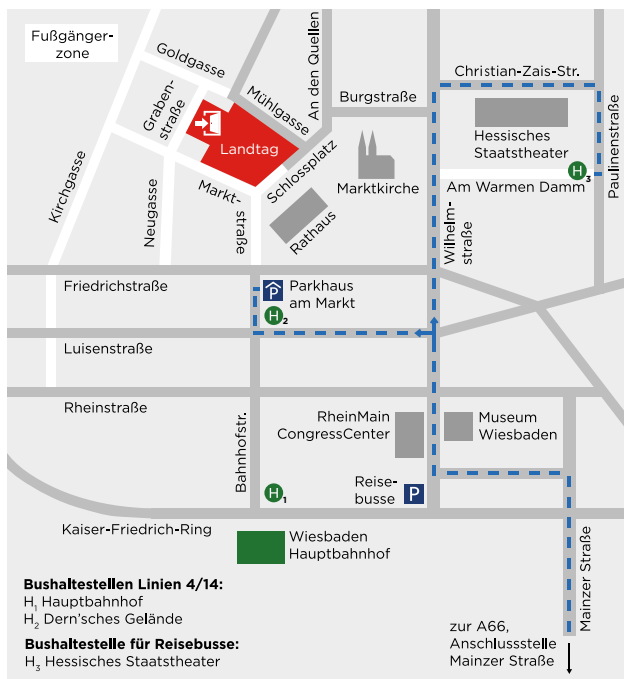 Fußgänger-
zone
Goldgasse
An den Quellen
Mühlgasse
Graben-
straße
Landtag
Burgstraße
Christian-Zais-Str.
Hessisches
Staatstheater
Paulinenstraße
H3
Am Warmen Damm
Schlossplatz
Marktkirche
Kirchgasse
Neugasse
Markt-
straße
Rathaus
Wilhelm-
straße
Friedrichstraße
P
Parkhaus
am Markt
H2
Luisenstraße
Rheinstraße
Bahnhofstr.
RheinMain
CongressCenter
Museum
Wiesbaden
H1
Reise-
busse
P
Kaiser-Friedrich-Ring
Wiesbaden
Hauptbahnhof
Mainzer Straße
Bushaltestellen Linien 4/14:
H1 Hauptbahnhof
H2 Dern'sches Gelände
Bushaltestelle für Reisebusse:
H3 Hessisches Staatstheater
zur A66,
Anschlussstelle
Mainzer Straße